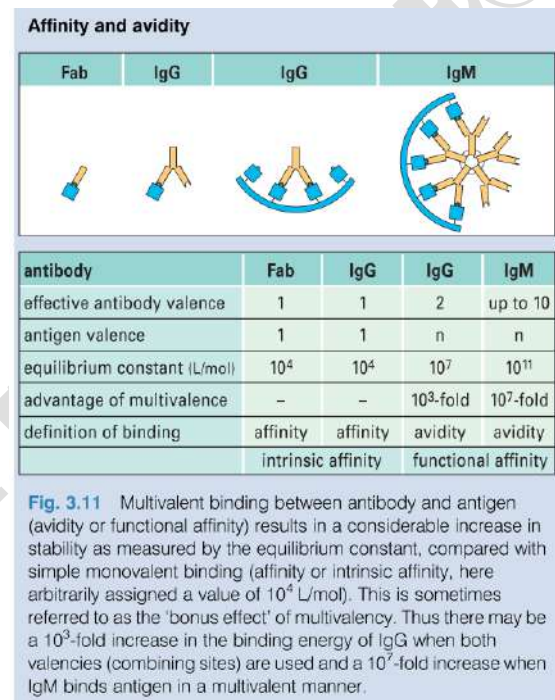 Affinity and avidity
Fab IgG IgG IgM
antibody Fab IgG IgG IgM
effective antibody valence 1 1 2 up to 10
antigen valence 1 1 n n
equilibrium constant (L/mol) 10⁴ 10⁴ 10⁷ 10¹¹
advantage of multivalence – – 10³-fold 10⁷-fold
definition of binding affinity affinity avidity avidity
intrinsic affinity functional affinity
Fig. 3.11 Multivalent binding between antibody and antigen
(avidity or functional affinity) results in a considerable increase in
stability as measured by the equilibrium constant, compared with
simple monovalent binding (affinity or intrinsic affinity, here
arbitrarily assigned a value of 10⁴ L/mol). This is sometimes
referred to as the ‘bonus effect’ of multivalency. Thus there may be
a 10³-fold increase in the binding energy of IgG when both
valencies (combining sites) are used and a 10⁷-fold increase when
IgM binds antigen in a multivalent manner.